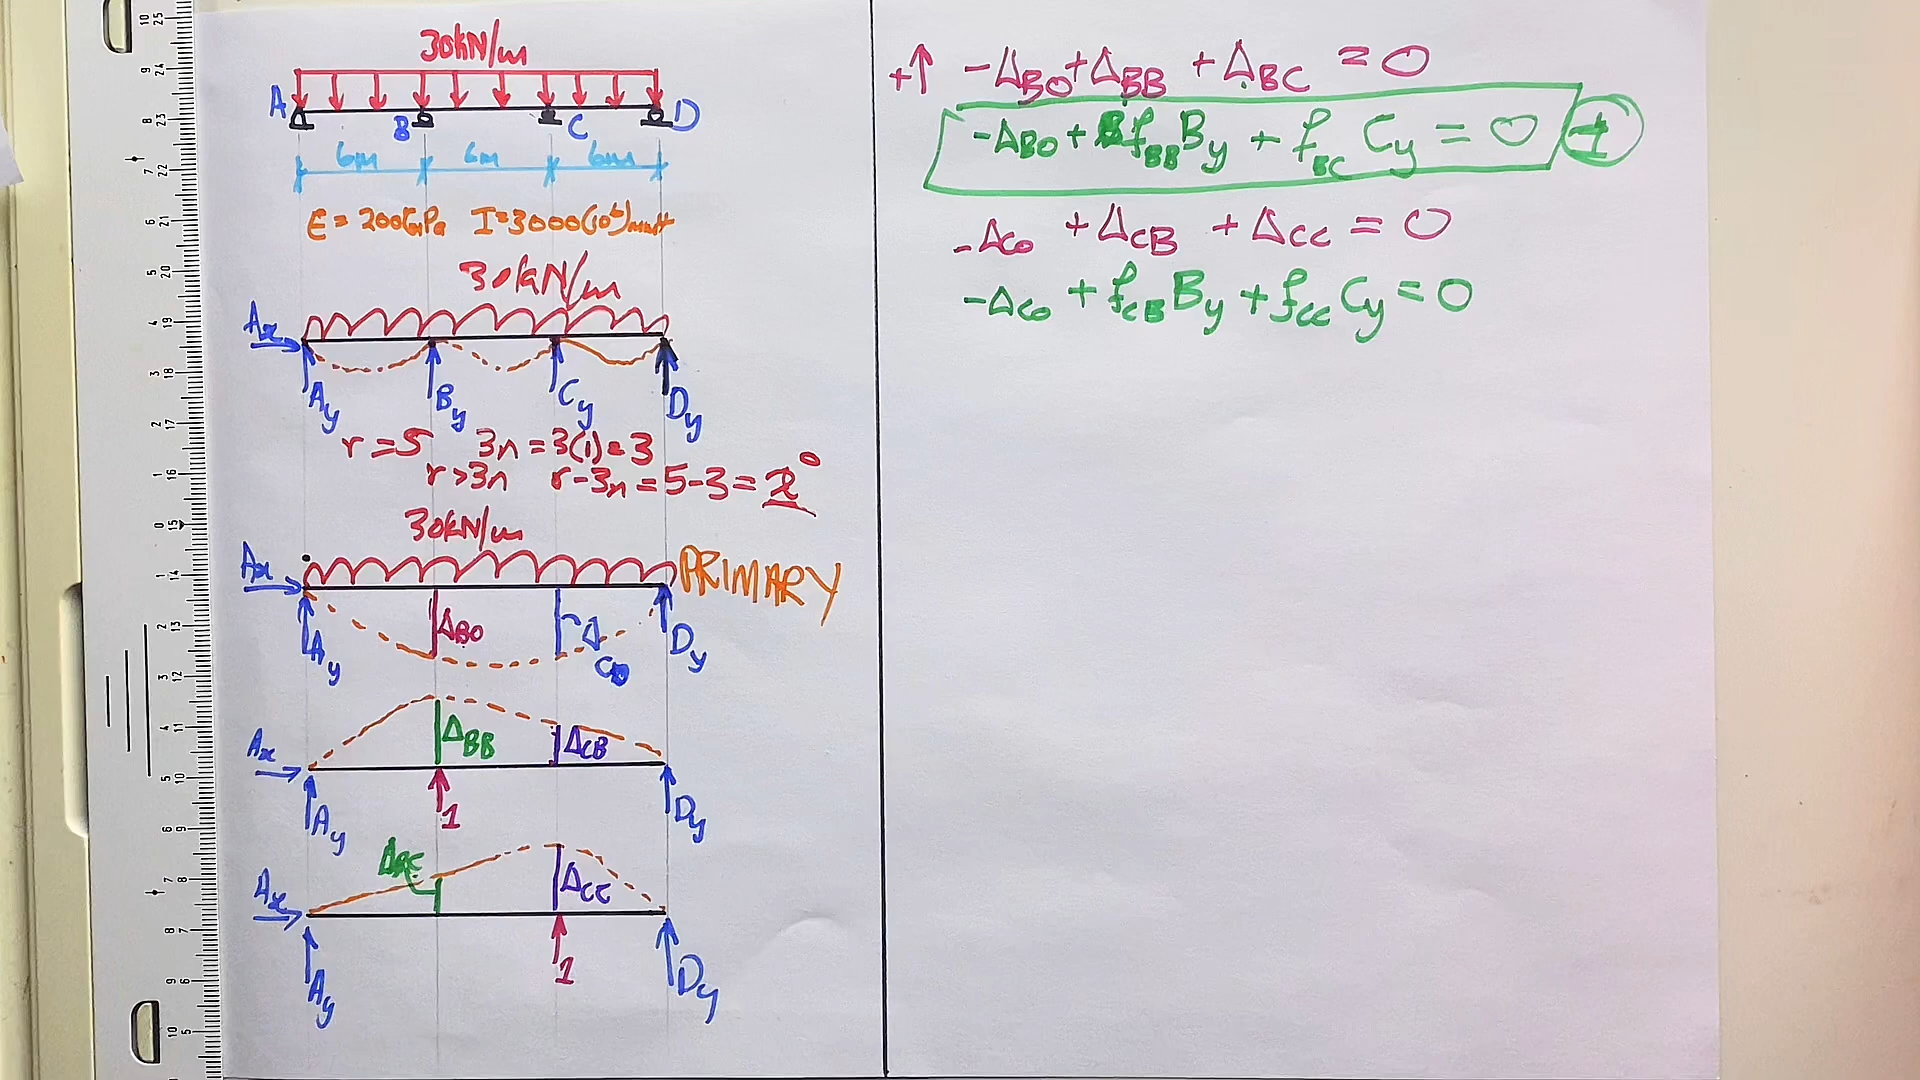 30kN/m
A B C D
6m 6m 6m
E = 200GPa I=3000(10⁶)mm4
30kN/m
Ax
Ay By Cy Dy
r=5 3n=3(1)=3
r>3n r-3n=5-3=2°
30kN/m
Ax PRIMARY
ΔBO ΔCO
Ay Dy
Ax ΔBB ΔCB
Ay 1 Dy
ΔBC
Ax ΔCC
Ay 1 Dy
+↑ -ΔBO+ΔBB +ΔBC = 0
-ΔBO + fBB By + fBC Cy = 0 1
-ΔCO +ΔCB + ΔCC = 0
-ΔCO + fCB By + fCC Cy = 0